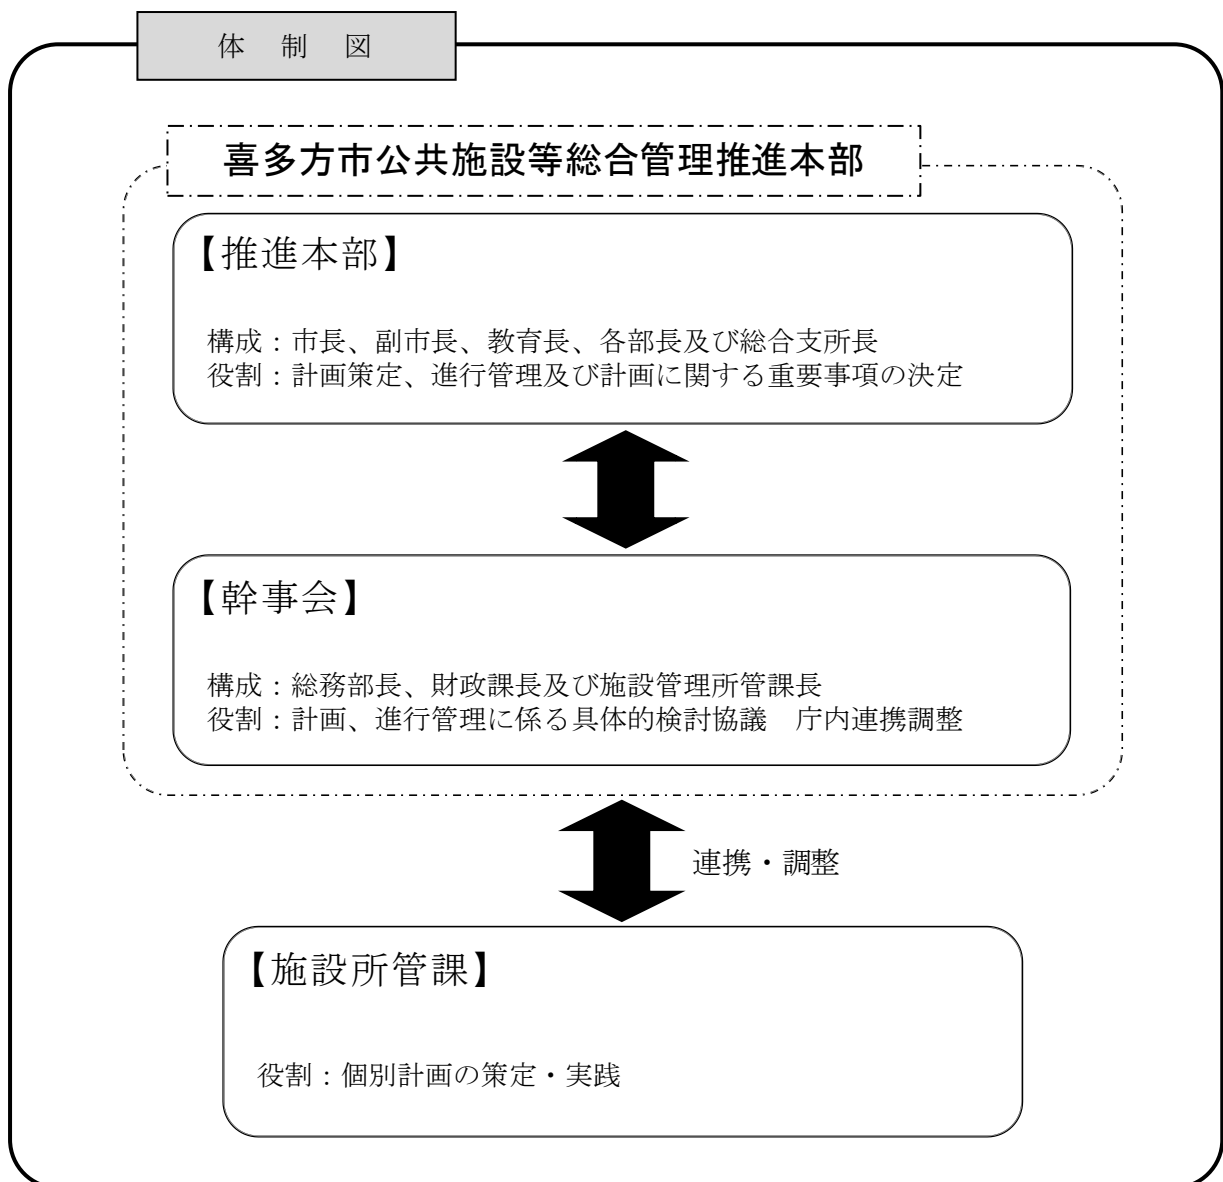 体 制 図
喜多方市公共施設等総合管理推進本部
【推進本部】
構成：市長、副市長、教育長、各部長及び総合支所長
役割：計画策定、進行管理及び計画に関する重要事項の決定
【幹事会】
構成：総務部長、財政課長及び施設管理所管課長
役割：計画、進行管理に係る具体的検討協議　庁内連携調整
連携・調整
【施設所管課】
役割：個別計画の策定・実践